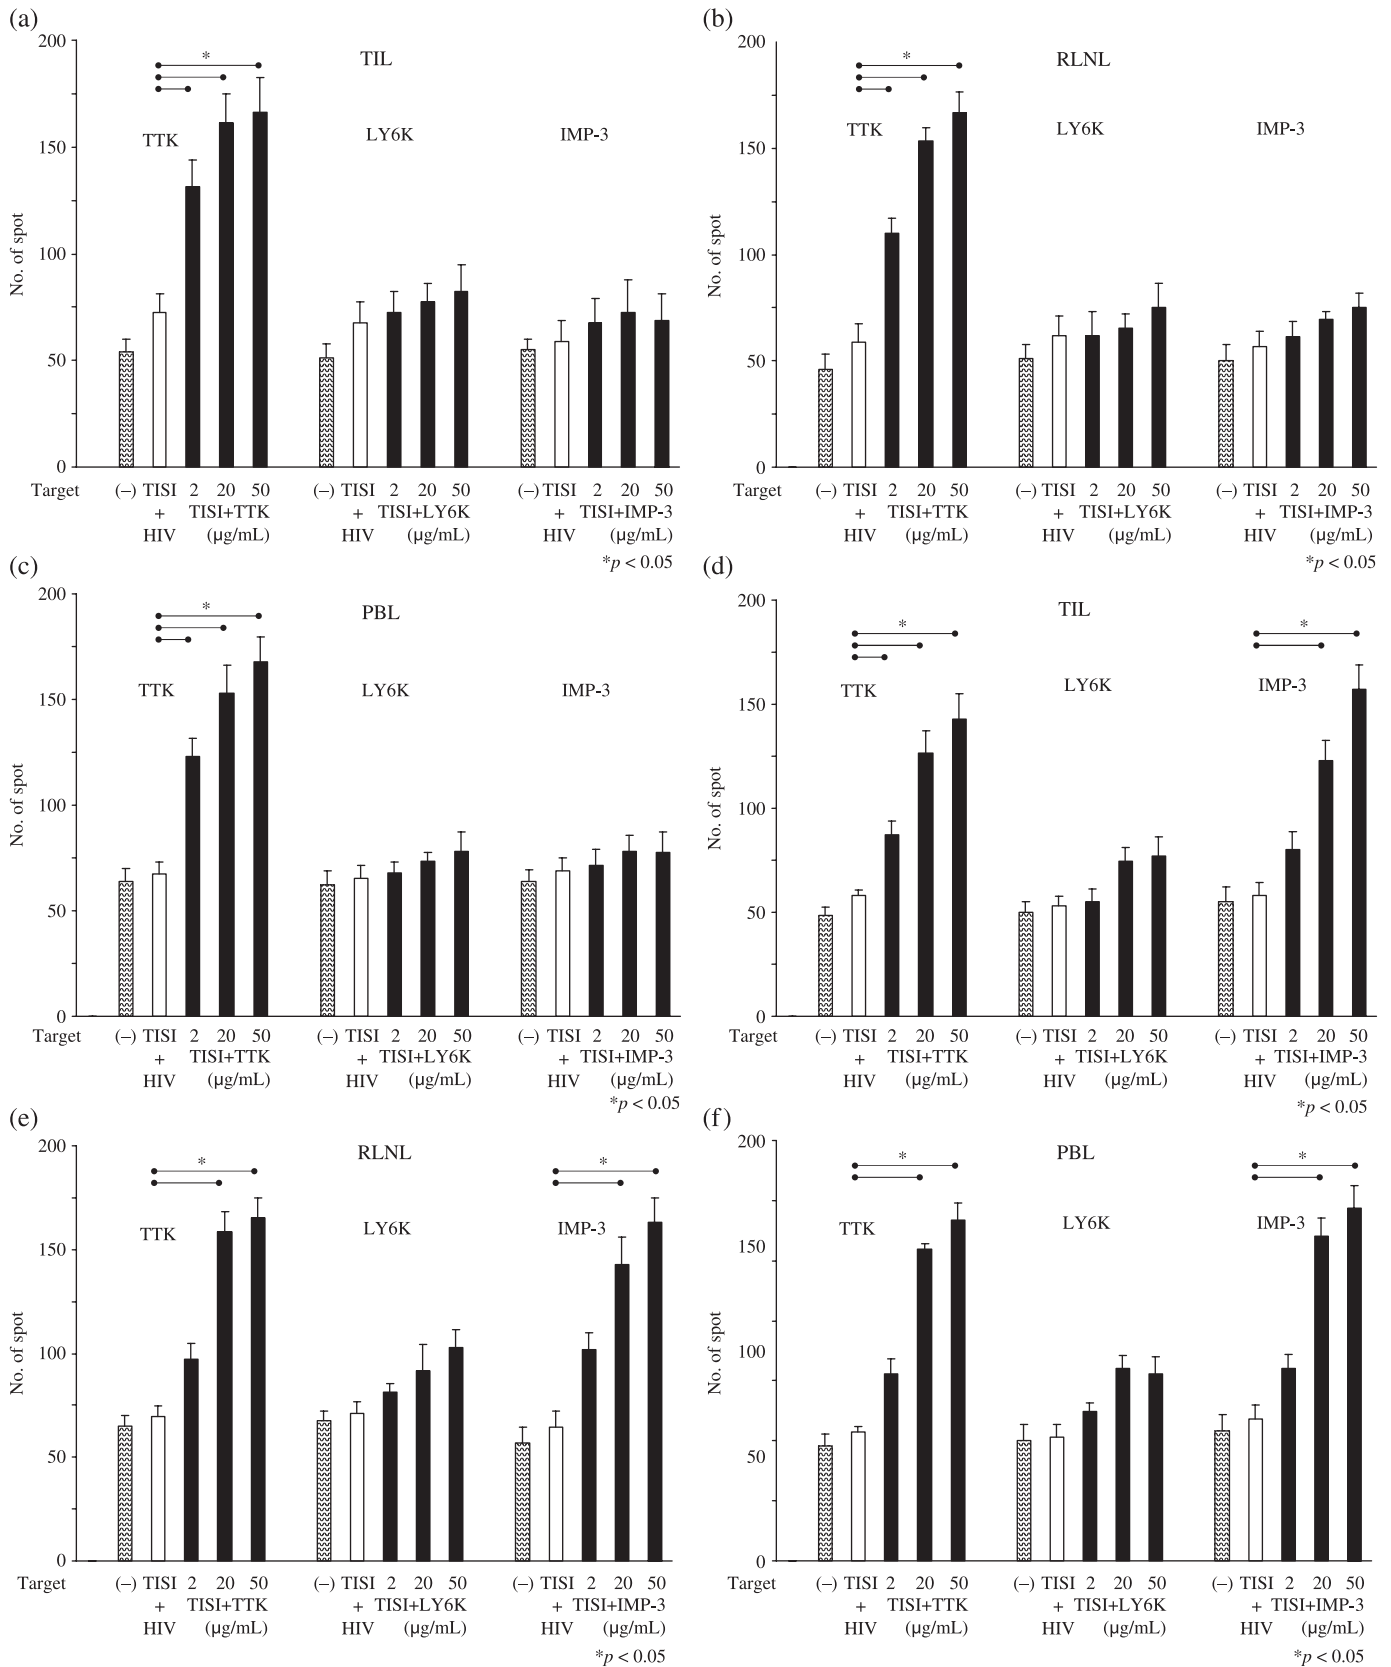 (a)
200
150
100
50
0
No. of spot
*
TIL
TTK
LY6K
IMP-3
Target (–) TISI 2 20 50 (–) TISI 2 20 50 (–) TISI 2 20 50
+ TISI+TTK + TISI+LY6K + TISI+IMP-3
HIV (µg/mL) HIV (µg/mL) HIV (µg/mL)
*p < 0.05
(b)
200
150
100
50
0
No. of spot
*
RLNL
TTK
LY6K
IMP-3
Target (–) TISI 2 20 50 (–) TISI 2 20 50 (–) TISI 2 20 50
+ TISI+TTK + TISI+LY6K + TISI+IMP-3
HIV (µg/mL) HIV (µg/mL) HIV (µg/mL)
*p < 0.05
(c)
200
150
100
50
0
No. of spot
*
PBL
TTK
LY6K
IMP-3
Target (–) TISI 2 20 50 (–) TISI 2 20 50 (–) TISI 2 20 50
+ TISI+TTK + TISI+LY6K + TISI+IMP-3
HIV (µg/mL) HIV (µg/mL) HIV (µg/mL)
*p < 0.05
(d)
200
150
100
50
0
No. of spot
*
TIL
*
TTK
LY6K
IMP-3
Target (–) TISI 2 20 50 (–) TISI 2 20 50 (–) TISI 2 20 50
+ TISI+TTK + TISI+LY6K + TISI+IMP-3
HIV (µg/mL) HIV (µg/mL) HIV (µg/mL)
*p < 0.05
(e)
200
150
100
50
0
No. of spot
*
RLNL
*
TTK
LY6K
IMP-3
Target (–) TISI 2 20 50 (–) TISI 2 20 50 (–) TISI 2 20 50
+ TISI+TTK + TISI+LY6K + TISI+IMP-3
HIV (µg/mL) HIV (µg/mL) HIV (µg/mL)
*p < 0.05
(f)
200
150
100
50
0
No. of spot
*
PBL
*
TTK
LY6K
IMP-3
Target (–) TISI 2 20 50 (–) TISI 2 20 50 (–) TISI 2 20 50
+ TISI+TTK + TISI+LY6K + TISI+IMP-3
HIV (µg/mL) HIV (µg/mL) HIV (µg/mL)
*p < 0.05